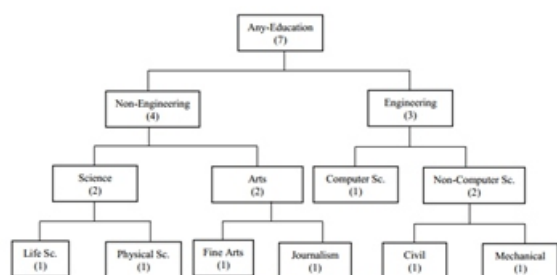 Any-Education
(7)
Non-Engineering
(4)
Engineering
(3)
Science
(2)
Arts
(2)
Computer Sc.
(1)
Non-Computer Sc.
(2)
Life Sc.
(1)
Physical Sc.
(1)
Fine Arts
(1)
Journalism
(1)
Civil
(1)
Mechanical
(1)